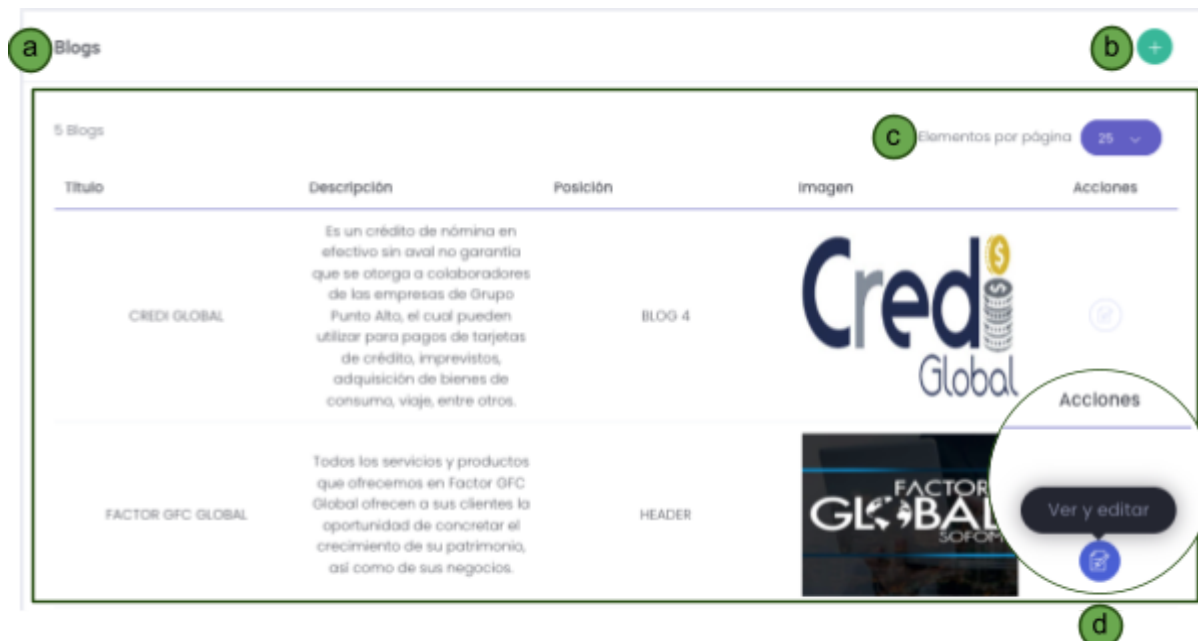 a Blogs b +
5 Blogs
c Elementos por página 25
Título Descripción Posición Imagen Acciones
CREDI GLOBAL
Es un crédito de nómina en
efectivo sin aval no garantía
que se otorga a colaboradores
de las empresas de Grupo
Punto Alto, el cual pueden
utilizar para pagos de tarjetas
de crédito, imprevistos,
adquisición de bienes de
consumo, viaje, entre otros.
BLOG 4
Credi
Global
FACTOR GFC GLOBAL
Todos los servicios y productos
que ofrecemos en Factor GFC
Global ofrecen a sus clientes la
oportunidad de concretar el
crecimiento de su patrimonio,
así como de sus negocios.
HEADER
FACTOR
GLOBAL
SOFOM
Acciones
Ver y editar
d